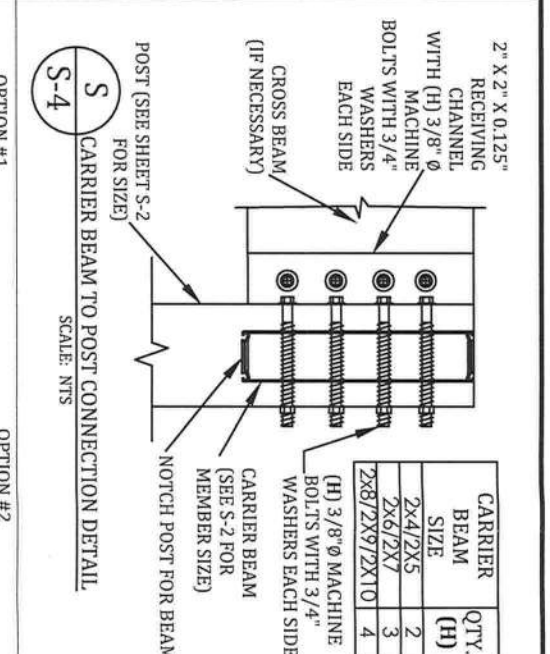 2" X 2" X 0.125"
RECEIVING
CHANNEL
WITH (H) 3/8" Ø
MACHINE
BOLTS WITH 3/4"
WASHERS
EACH SIDE
CROSS BEAM
(IF NECESSARY)
POST (SEE SHEET S-2
FOR SIZE)
CARRIER
BEAM
SIZE
QTY.
(H)
2x4/2X5 2
2x6/2X7 3
2x8/2X9/2X10 4
(H) 3/8"Ø MACHINE
BOLTS WITH 3/4"
WASHERS EACH SIDE
CARRIER BEAM
(SEE S-2 FOR
MEMBER SIZE)
NOTCH POST FOR BEAM
S
S-4
CARRIER BEAM TO POST CONNECTION DETAIL
SCALE: NTS
OPTION #1
OPTION #2